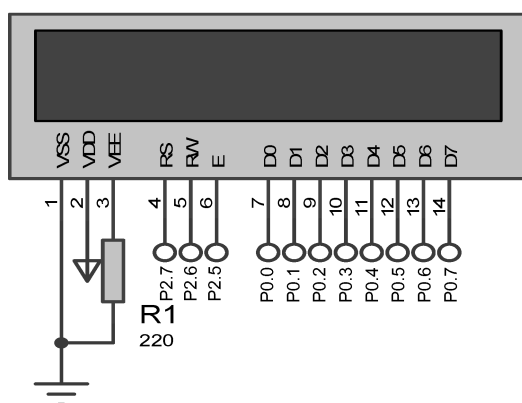 VSS VDD VEE RS RW E D0 D1 D2 D3 D4 D5 D6 D7
1 2 3 4 5 6 7 8 9 10 11 12 13 14
P2.7 P2.6 P2.5 P0.0 P0.1 P0.2 P0.3 P0.4 P0.5 P0.6 P0.7
R1
220